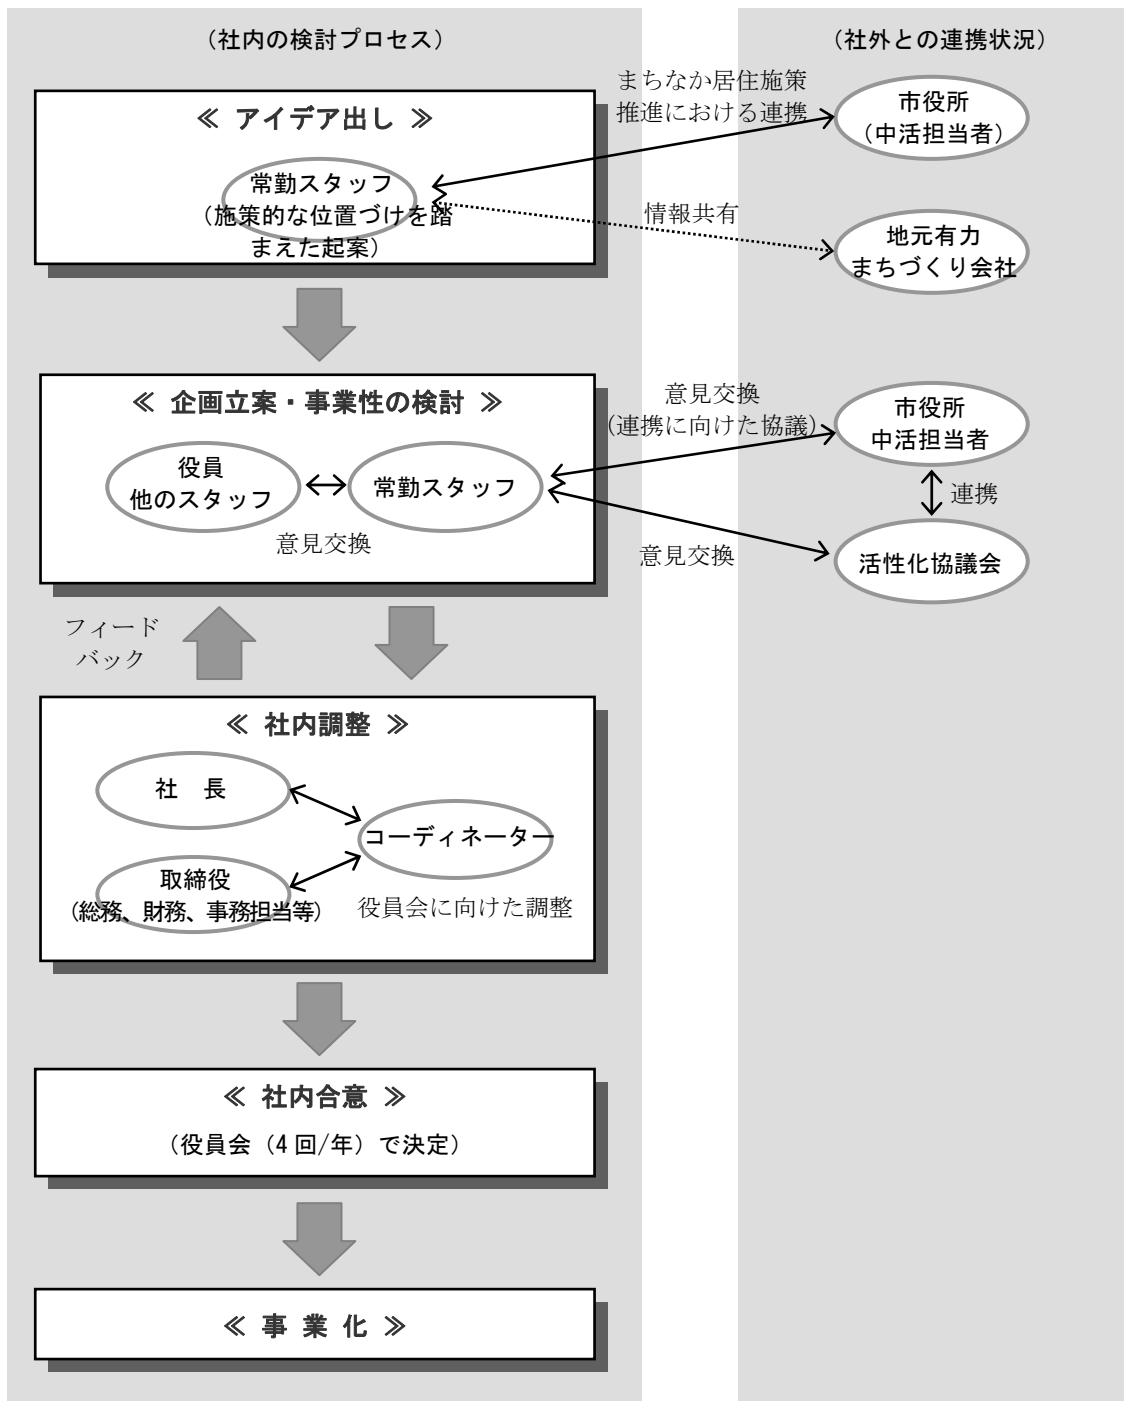 （社内の検討プロセス）
（社外との連携状況）
≪ アイデア出し ≫
常勤スタッフ
（施策的な位置づけを踏
まえた起案）
まちなか居住施策
推進における連携
市役所
（中活担当者）
情報共有
地元有力
まちづくり会社
≪ 企画立案・事業性の検討 ≫
役員
他のスタッフ
常勤スタッフ
意見交換
意見交換
（連携に向けた協議）
市役所
中活担当者
連携
意見交換
活性化協議会
フィード
バック
≪ 社内調整 ≫
社　長
コーディネーター
取締役
（総務、財務、事務担当等）
役員会に向けた調整
≪ 社内合意 ≫
（役員会（4 回/年）で決定）
≪ 事 業 化 ≫